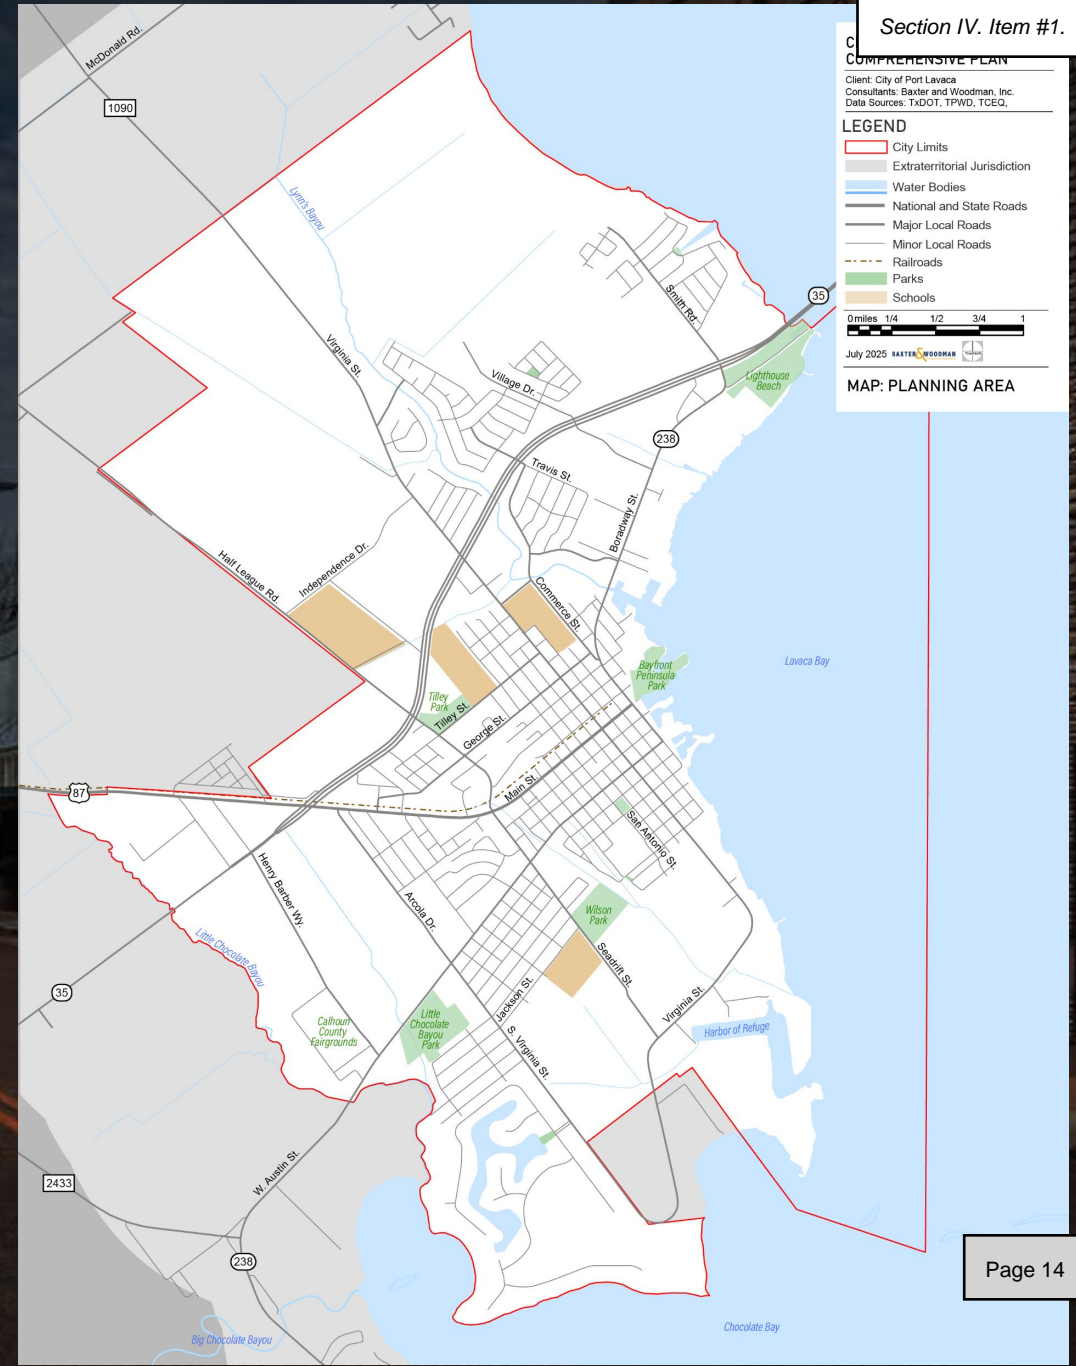 Section IV. Item #1.
COMPREHENSIVE PLAN
Client: City of Port Lavaca
Consultants: Baxter and Woodman, Inc.
Data Sources: TxDOT, TPWD, TCEQ,
LEGEND
City Limits
Extraterritorial Jurisdiction
Water Bodies
National and State Roads
Major Local Roads
Minor Local Roads
Railroads
Parks
Schools
0 miles 1/4 1/2 3/4 1
July 2025 BAXTER & WOODMAN
MAP: PLANNING AREA
McDonald Rd.
1090
Lynn's Bayou
Smith Rd.
35
Virginia St.
Village Dr.
Lighthouse
Beach
238
Travis St.
Boradway St.
Half League Rd.
Independence Dr.
Commerce St.
Bayfront
Peninsula
Park
Lavaca Bay
Tilley
Park
Tilley St.
George St.
87
Main St.
San Antonio St.
Henry Barber Wy.
Arcola Dr.
Wilson
Park
Little Chocolate Bayou
Seadrift St.
35
Jackson St.
Virginia St.
Calhoun
County
Fairgrounds
Little
Chocolate
Bayou
Park
S. Virginia St.
Harbor of Refuge
W. Austin St.
2433
238
Page 14
Big Chocolate Bayou
Chocolate Bay